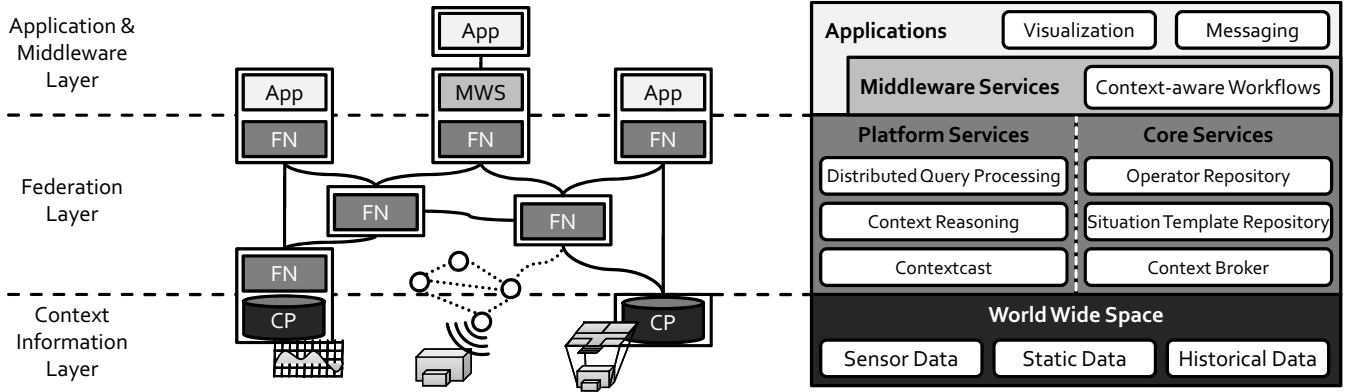 Application &
Middleware
Layer
Federation
Layer
Context
Information
Layer
App
App
MWS
App
FN
FN
FN
FN
FN
FN
CP
CP
Applications
Visualization
Messaging
Middleware Services
Context-aware Workflows
Platform Services
Core Services
Distributed Query Processing
Operator Repository
Context Reasoning
Situation Template Repository
Contextcast
Context Broker
World Wide Space
Sensor Data
Static Data
Historical Data